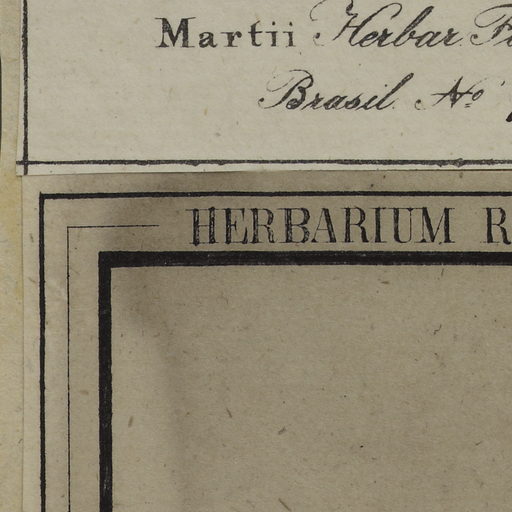 Martii Herbar. F
Brasil. No.
HERBARIUM R